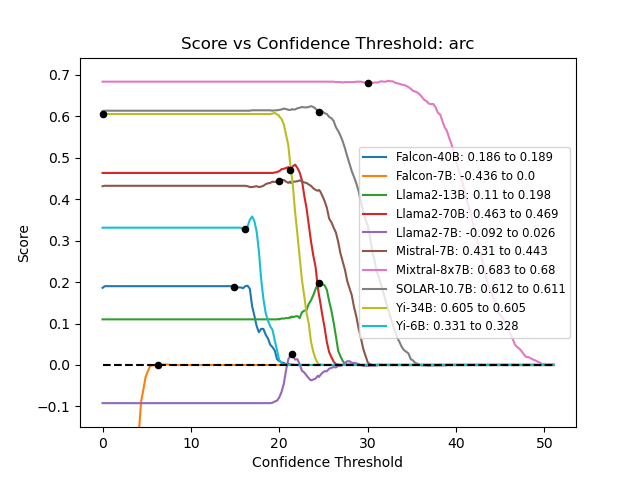 Score vs Confidence Threshold: arc
Score
0.7
0.6
0.5
0.4
0.3
0.2
0.1
0.0
−0.1
Falcon-40B: 0.186 to 0.189
Falcon-7B: -0.436 to 0.0
Llama2-13B: 0.11 to 0.198
Llama2-70B: 0.463 to 0.469
Llama2-7B: -0.092 to 0.026
Mistral-7B: 0.431 to 0.443
Mixtral-8x7B: 0.683 to 0.68
SOLAR-10.7B: 0.612 to 0.611
Yi-34B: 0.605 to 0.605
Yi-6B: 0.331 to 0.328
0 10 20 30 40 50
Confidence Threshold